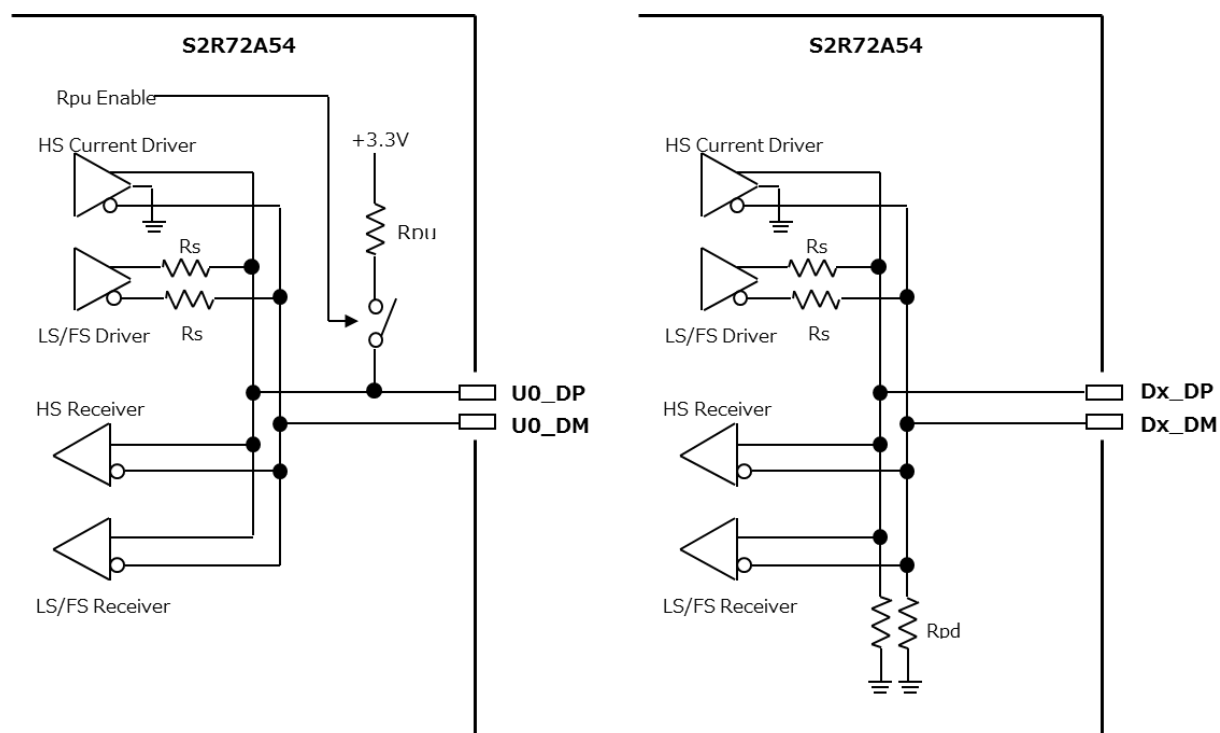 S2R72A54
Rpu Enable
+3.3V
HS Current Driver
Rpu
Rs
LS/FS Driver
Rs
U0_DP
HS Receiver
U0_DM
LS/FS Receiver
S2R72A54
HS Current Driver
Rs
LS/FS Driver
Rs
Dx_DP
HS Receiver
Dx_DM
LS/FS Receiver
Rpd